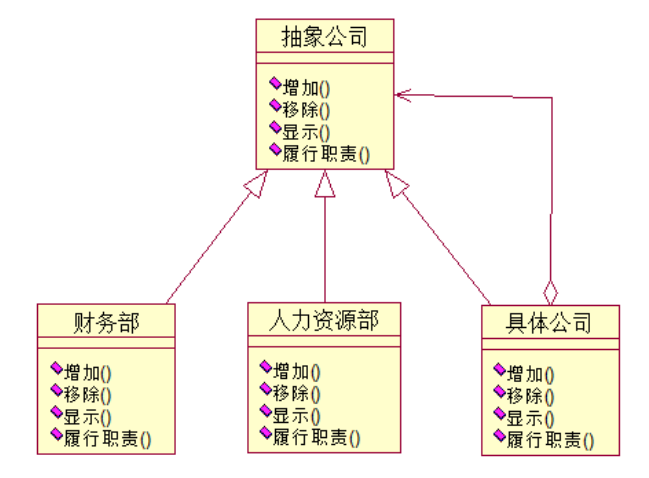 抽象公司
增加()
移除()
显示()
履行职责()
财务部
增加()
移除()
显示()
履行职责()
人力资源部
增加()
移除()
显示()
履行职责()
具体公司
增加()
移除()
显示()
履行职责()